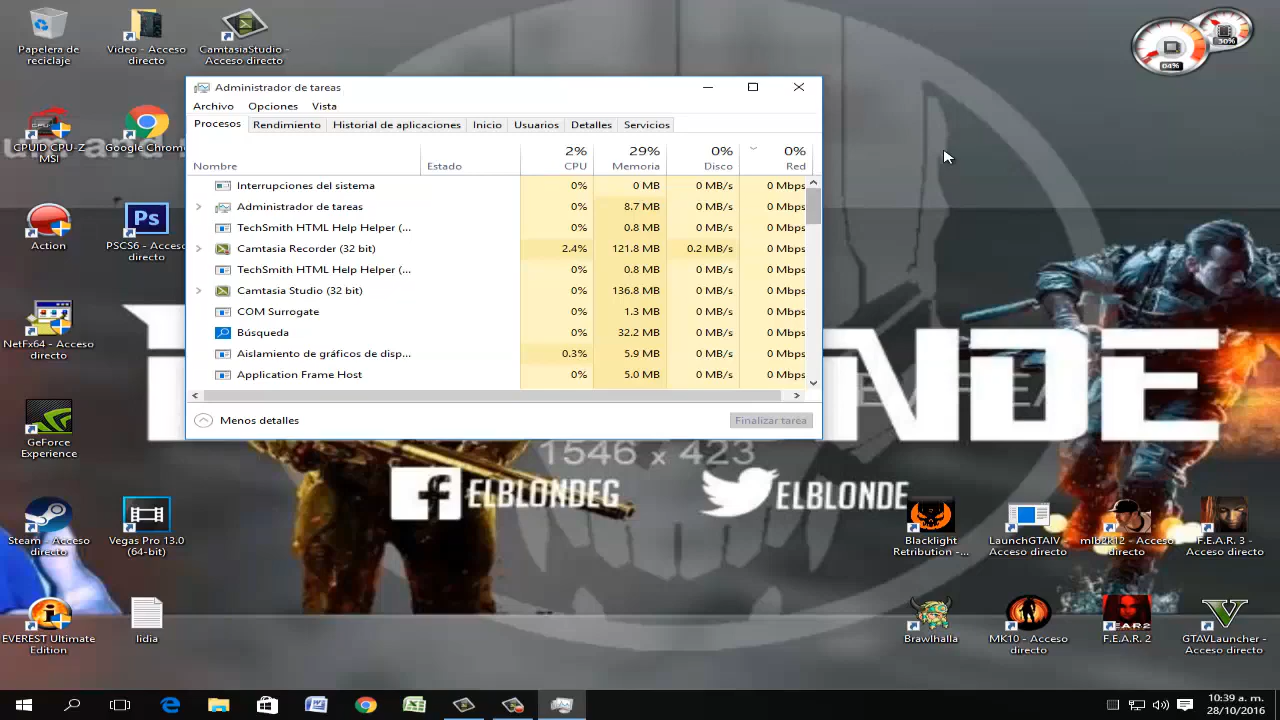 Papelera de
reciclaje
Video - Acceso
directo
CamtasiaStudio -
Acceso directo
30%
04%
CPUID CPU-Z
MSI
Google Chrome
um and
Action
PSCS6 - Acceso
directo
NetFx64 - Acceso
directo
GeForce
Experience
Steam - Acceso
directo
Vegas Pro 13.0
(64-bit)
EVEREST Ultimate
Edition
lidia
Administrador de tareas
Archivo Opciones Vista
Procesos Rendimiento Historial de aplicaciones Inicio Usuarios Detalles Servicios
2% 29% 0% 0%
Nombre Estado CPU Memoria Disco Red
Interrupciones del sistema 0% 0 MB 0 MB/s 0 Mbps
Administrador de tareas 0% 8.7 MB 0 MB/s 0 Mbps
TechSmith HTML Help Helper (... 0% 0.8 MB 0 MB/s 0 Mbps
Camtasia Recorder (32 bit) 2.4% 121.8 MB 0.2 MB/s 0 Mbps
TechSmith HTML Help Helper (... 0% 0.8 MB 0 MB/s 0 Mbps
Camtasia Studio (32 bit) 0% 136.8 MB 0 MB/s 0 Mbps
COM Surrogate 0% 1.3 MB 0 MB/s 0 Mbps
Búsqueda 0% 32.2 MB 0 MB/s 0 Mbps
Aislamiento de gráficos de disp... 0.3% 5.9 MB 0 MB/s 0 Mbps
Application Frame Host 0% 5.0 MB 0 MB/s 0 Mbps
Menos detalles Finalizar tarea
NDE
1546 x 423
ELBLONDEG
ELBLONDE
Blacklight
Retribution -...
LaunchGTAIV -
Acceso directo
mlb2k12 - Acceso
directo
F.E.A.R. 3 -
Acceso directo
Brawlhalla
MK10 - Acceso
directo
F.E.A.R. 2
GTAVLauncher -
Acceso directo
10:39 a. m.
28/10/2016